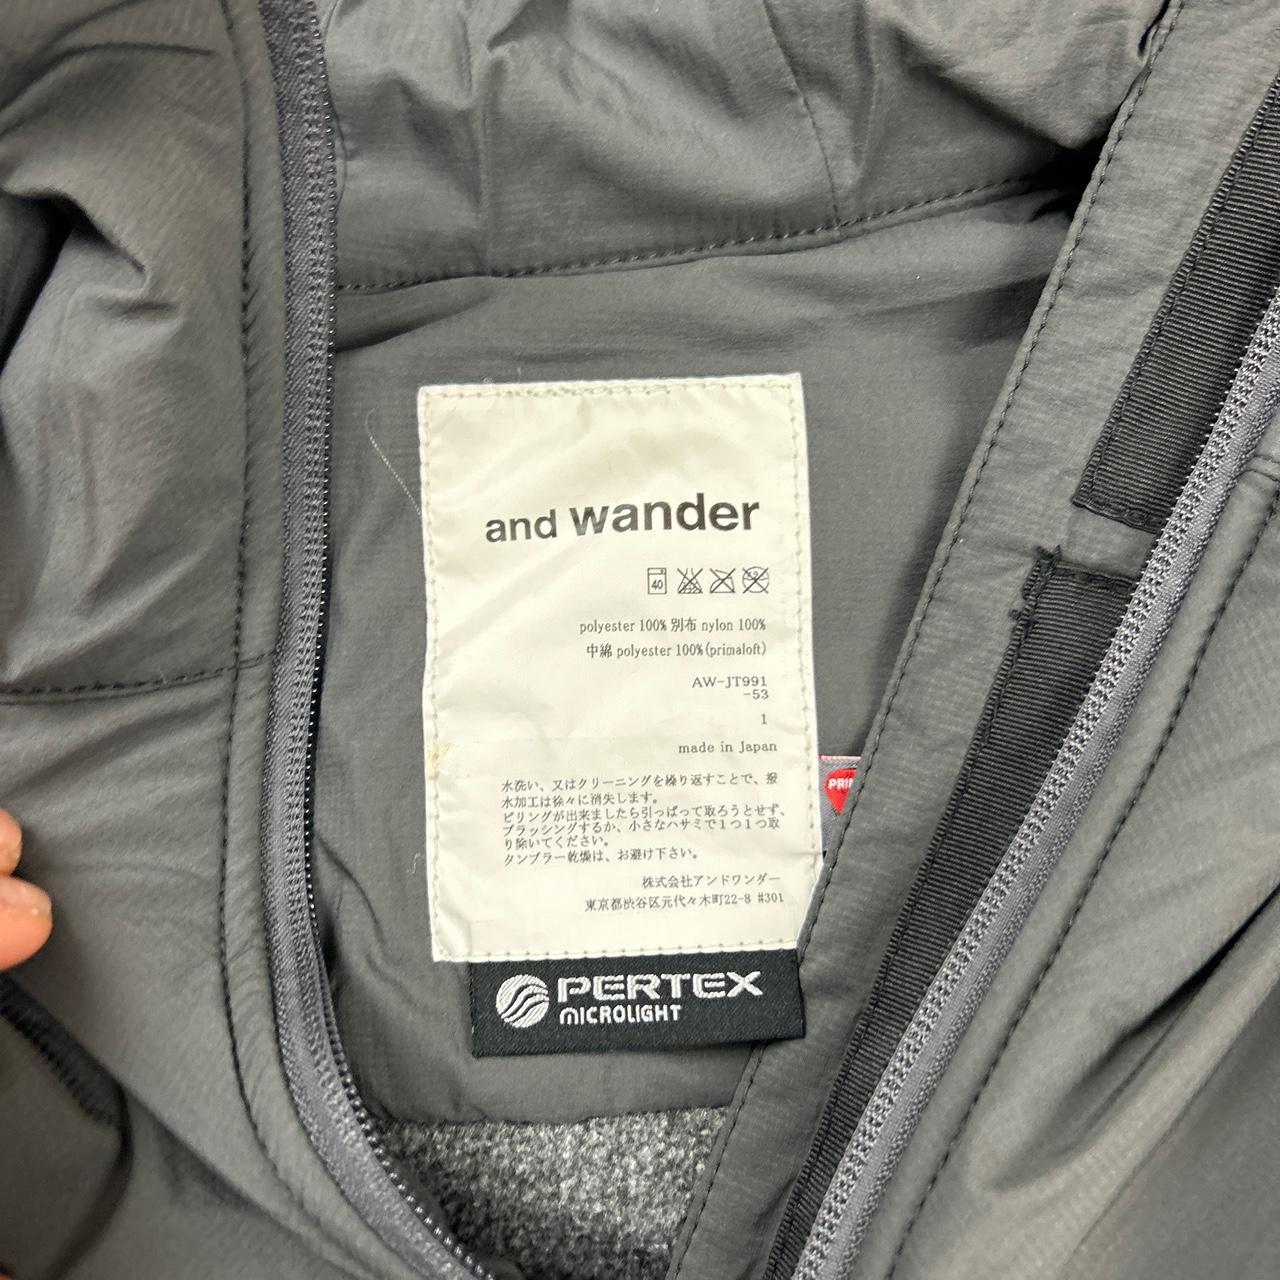 and wander
40
polyester 100% 別布 nylon 100%
中綿 polyester 100%(primaloft)
AW-JT991
-53
1
made in Japan
水洗い、又はクリーニングを繰り返すことで、撥
水加工は徐々に消失します。
ピリングが出来ましたら引っぱって取ろうとせず、
ブラッシングするか、小さなハサミで1つ1つ取
り除いてください。
タンブラー乾燥は、お避け下さい。
株式会社アンドワンダー
東京都渋谷区元代々木町22-8 #301
PRIM
PERTEX
MICROLIGHT